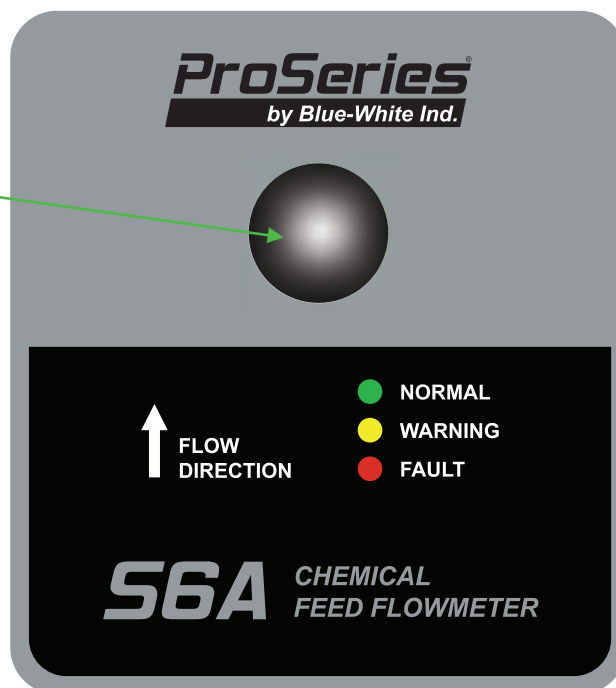 ProSeries®
by Blue-White Ind.
NORMAL
WARNING
FAULT
FLOW
DIRECTION
S6A
CHEMICAL
FEED FLOWMETER